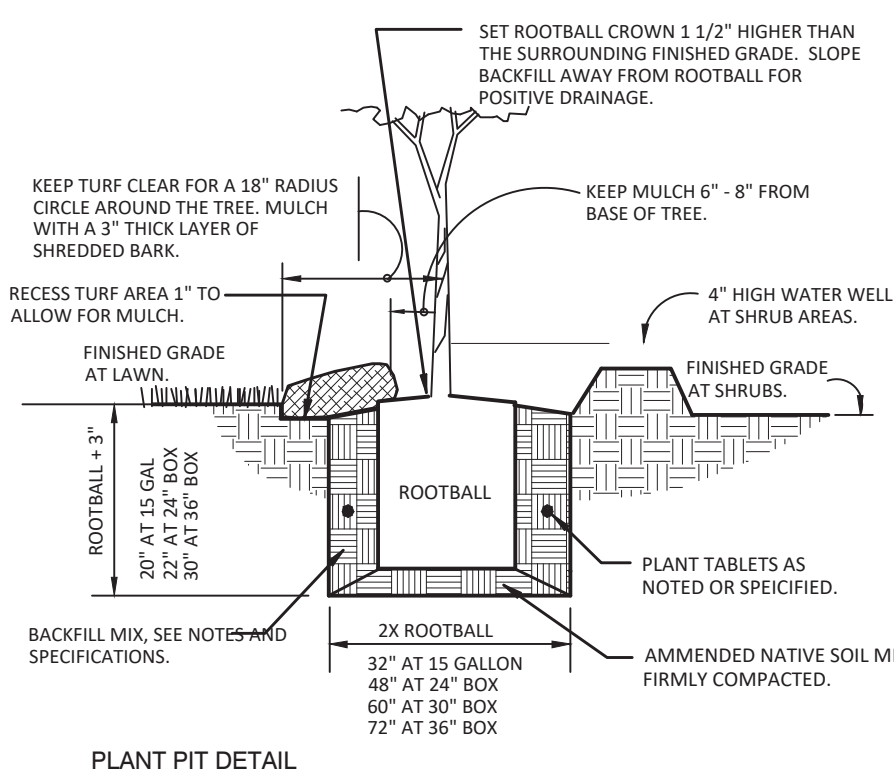 SET ROOTBALL CROWN 1 1/2" HIGHER THAN
THE SURROUNDING FINISHED GRADE. SLOPE
BACKFILL AWAY FROM ROOTBALL FOR
POSITIVE DRAINAGE.
KEEP TURF CLEAR FOR A 18" RADIUS
CIRCLE AROUND THE TREE. MULCH
WITH A 3" THICK LAYER OF
SHREDDED BARK.
KEEP MULCH 6" - 8" FROM
BASE OF TREE.
RECESS TURF AREA 1" TO
ALLOW FOR MULCH.
4" HIGH WATER WELL
AT SHRUB AREAS.
FINISHED GRADE
AT LAWN.
FINISHED GRADE
AT SHRUBS.
ROOTBALL + 3"
20" AT 15 GAL
22" AT 24" BOX
30" AT 36" BOX
ROOTBALL
PLANT TABLETS AS
NOTED OR SPEICIFIED.
BACKFILL MIX, SEE NOTES AND
SPECIFICATIONS.
2X ROOTBALL
32" AT 15 GALLON
48" AT 24" BOX
60" AT 30" BOX
72" AT 36" BOX
AMMENDED NATIVE SOIL
FIRMLY COMPACTED.
PLANT PIT DETAIL